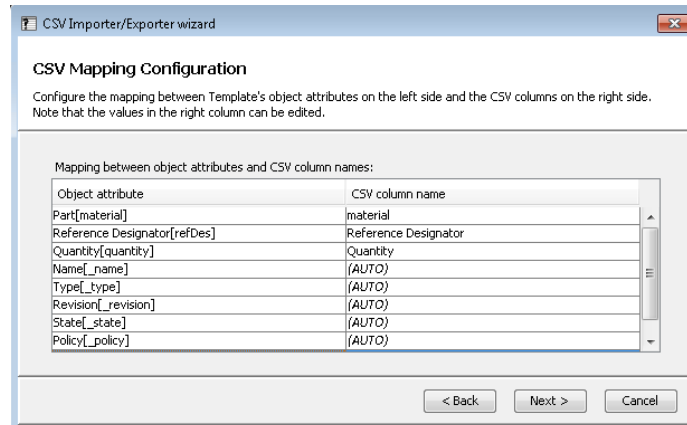 CSV Importer/Exporter wizard
CSV Mapping Configuration
Configure the mapping between Template's object attributes on the left side and the CSV columns on the right side.
Note that the values in the right column can be edited.
Mapping between object attributes and CSV column names:
Object attribute CSV column name
Part[material] material
Reference Designator[refDes] Reference Designator
Quantity[quantity] Quantity
Name[_name] (AUTO)
Type[_type] (AUTO)
Revision[_revision] (AUTO)
State[_state] (AUTO)
Policy[_policy] (AUTO)
< Back Next > Cancel